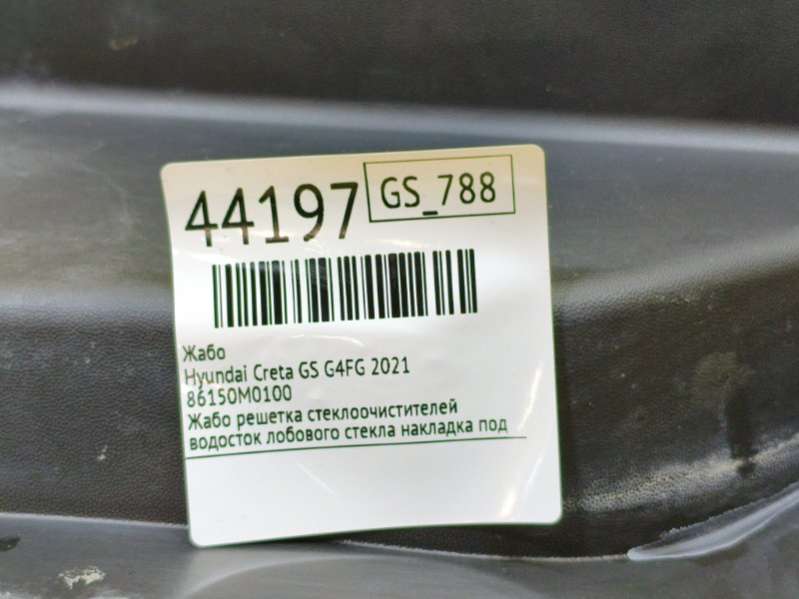 44197
GS_788
Жабо
Hyundai Creta GS G4FG 2021
86150M0100
Жабо решетка стеклоочистителей
водосток лобового стекла накладка под